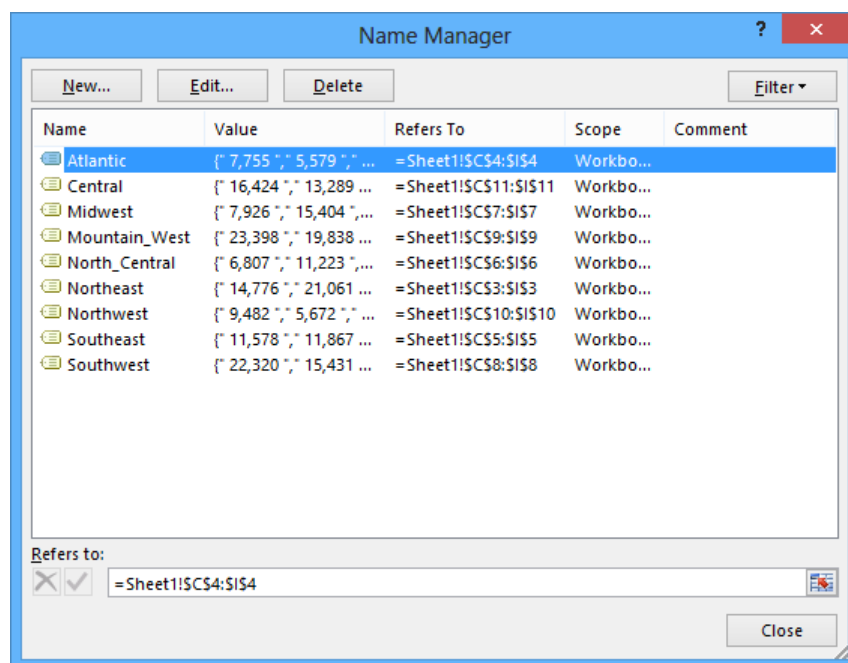 Name Manager
?
New... Edit... Delete Filter
Name Value Refers To Scope Comment
Atlantic {" 7,755 "," 5,579 "," ... =Sheet1!$C$4:$I$4 Workbo...
Central {" 16,424 "," 13,289 ... =Sheet1!$C$11:$I$11 Workbo...
Midwest {" 7,926 "," 15,404 ",... =Sheet1!$C$7:$I$7 Workbo...
Mountain_West {" 23,398 "," 19,838 ... =Sheet1!$C$9:$I$9 Workbo...
North_Central {" 6,807 "," 11,223 ",... =Sheet1!$C$6:$I$6 Workbo...
Northeast {" 14,776 "," 21,061 ... =Sheet1!$C$3:$I$3 Workbo...
Northwest {" 9,482 "," 5,672 "," ... =Sheet1!$C$10:$I$10 Workbo...
Southeast {" 11,578 "," 11,867 ... =Sheet1!$C$5:$I$5 Workbo...
Southwest {" 22,320 "," 15,431 ... =Sheet1!$C$8:$I$8 Workbo...
Refers to:
=Sheet1!$C$4:$I$4
Close